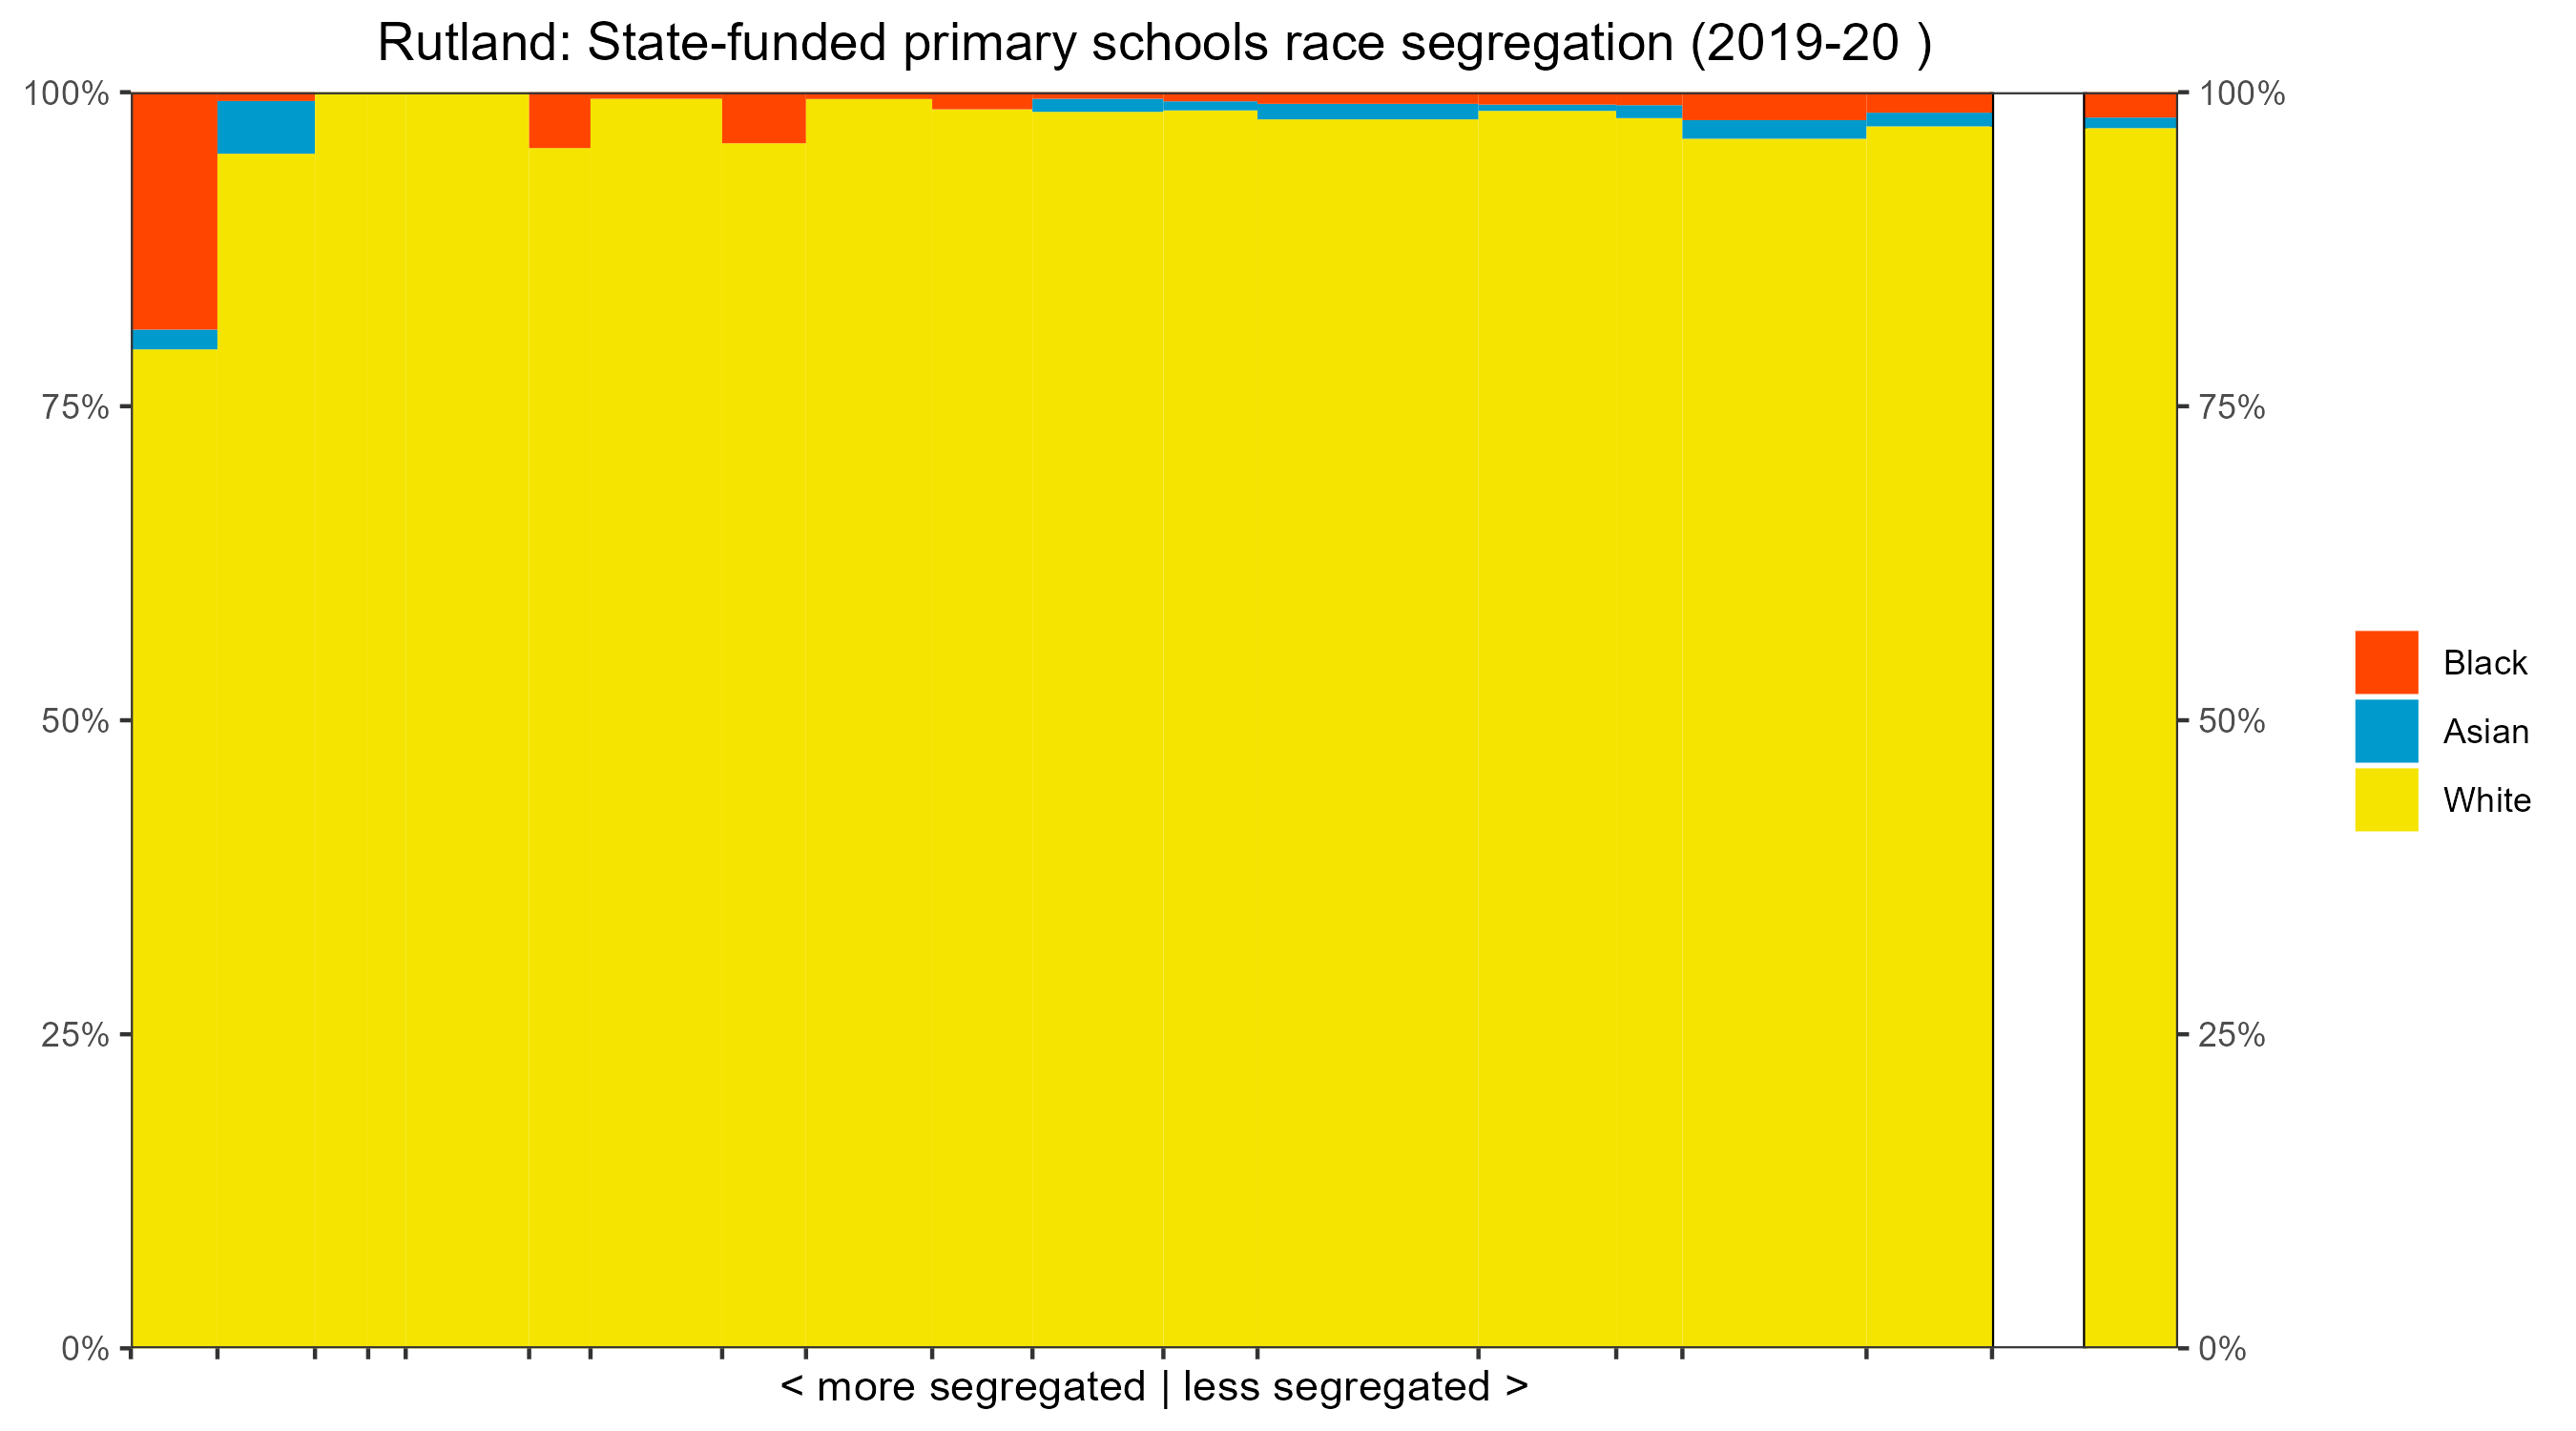 Rutland: State-funded primary schools race segregation (2019-20 )
100%
75%
50%
25%
0%
100%
75%
50%
25%
0%
Black
Asian
White
< more segregated | less segregated >